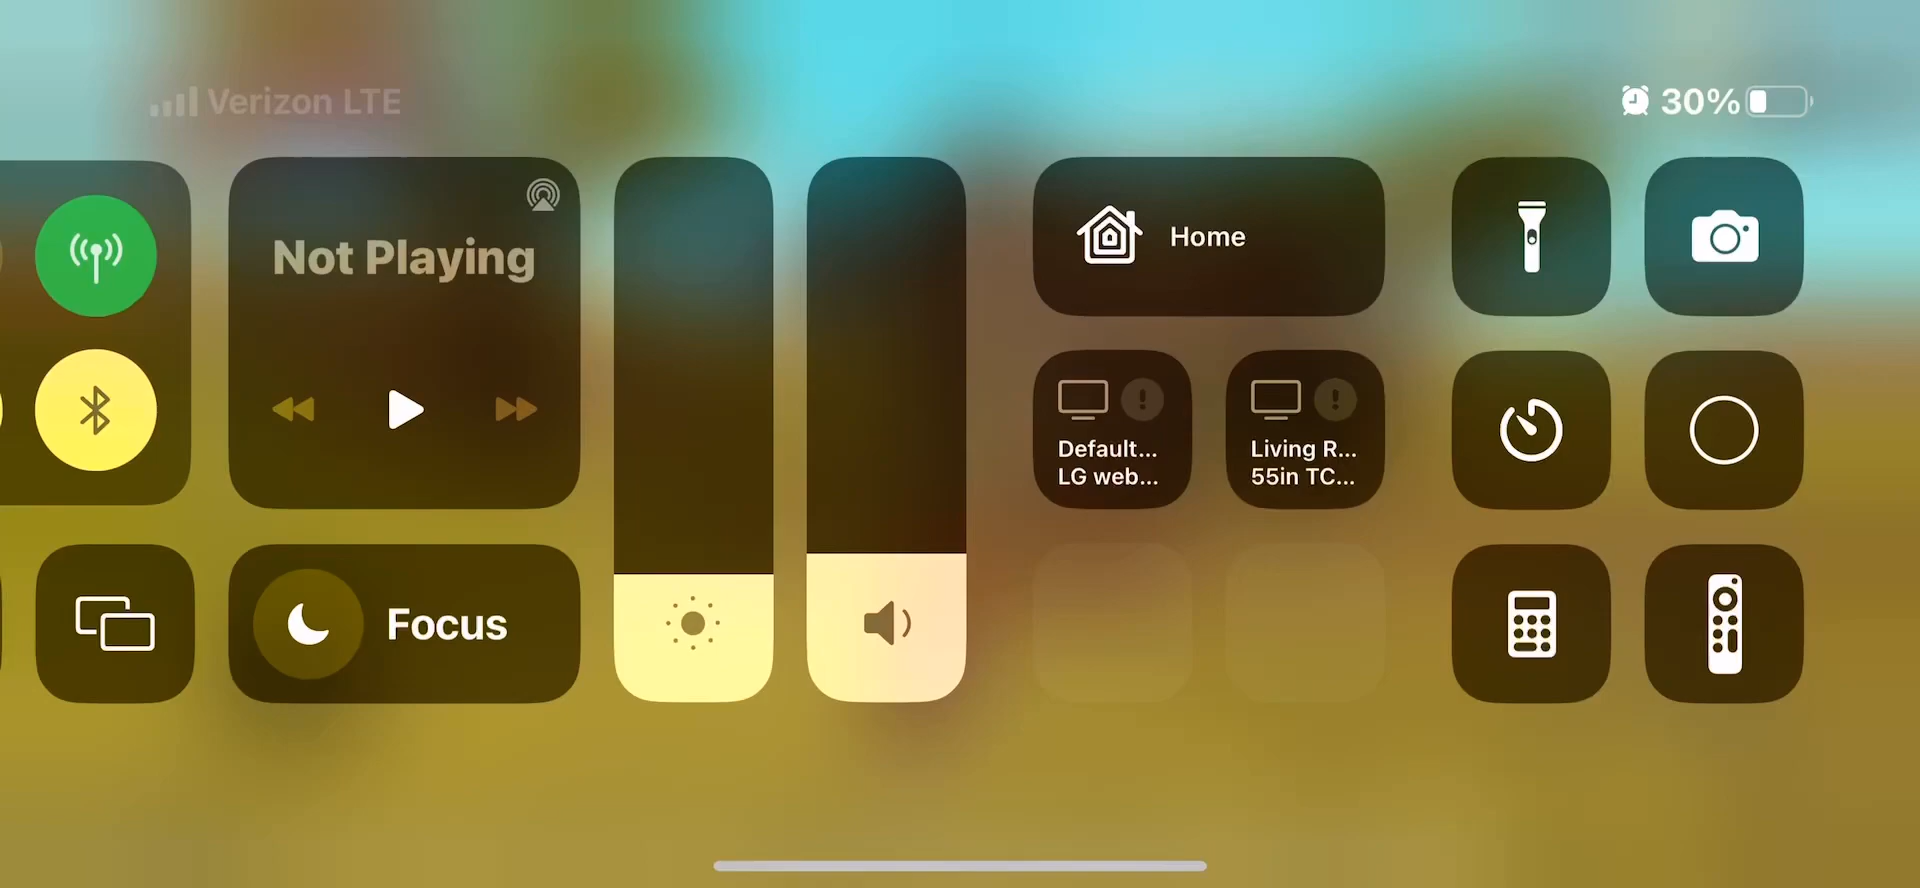 Verizon LTE
30%
Not Playing
Home
Default...
LG web...
Living R...
55in TC...
Focus